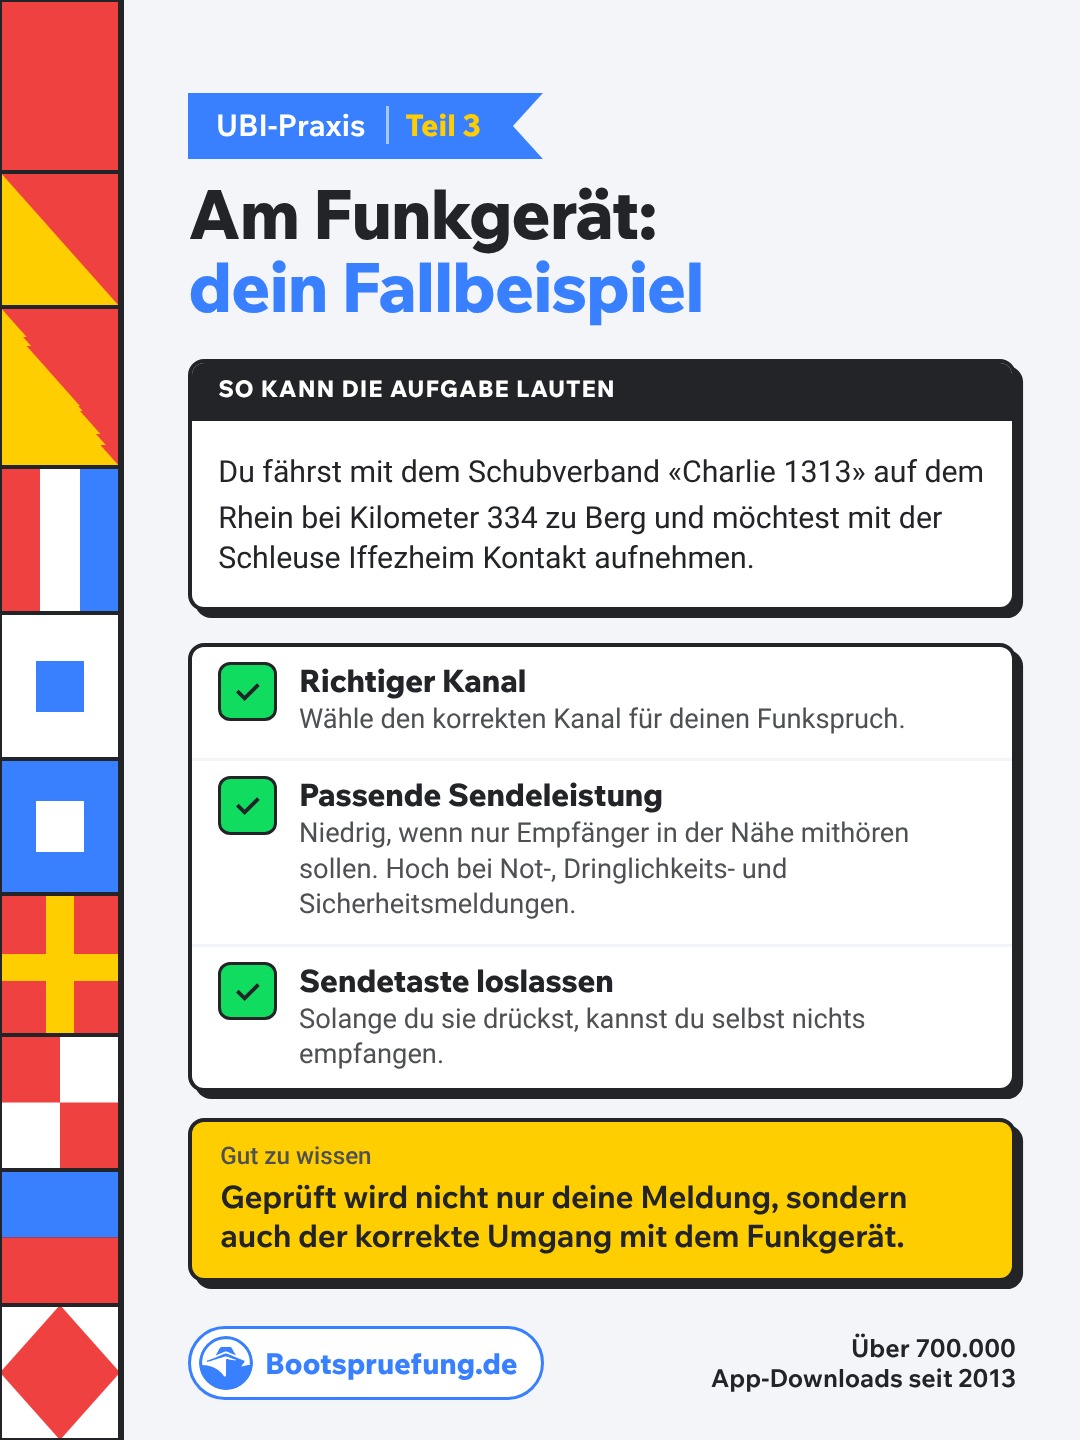 UBI-Praxis | Teil 3
Am Funkgerät:
dein Fallbeispiel
SO KANN DIE AUFGABE LAUTEN
Du fährst mit dem Schubverband «Charlie 1313» auf dem
Rhein bei Kilometer 334 zu Berg und möchtest mit der
Schleuse Iffezheim Kontakt aufnehmen.
Richtiger Kanal
Wähle den korrekten Kanal für deinen Funkspruch.
Passende Sendeleistung
Niedrig, wenn nur Empfänger in der Nähe mithören
sollen. Hoch bei Not-, Dringlichkeits- und
Sicherheitsmeldungen.
Sendetaste loslassen
Solange du sie drückst, kannst du selbst nichts
empfangen.
Gut zu wissen
Geprüft wird nicht nur deine Meldung, sondern
auch der korrekte Umgang mit dem Funkgerät.
Bootspruefung.de
Über 700.000
App-Downloads seit 2013